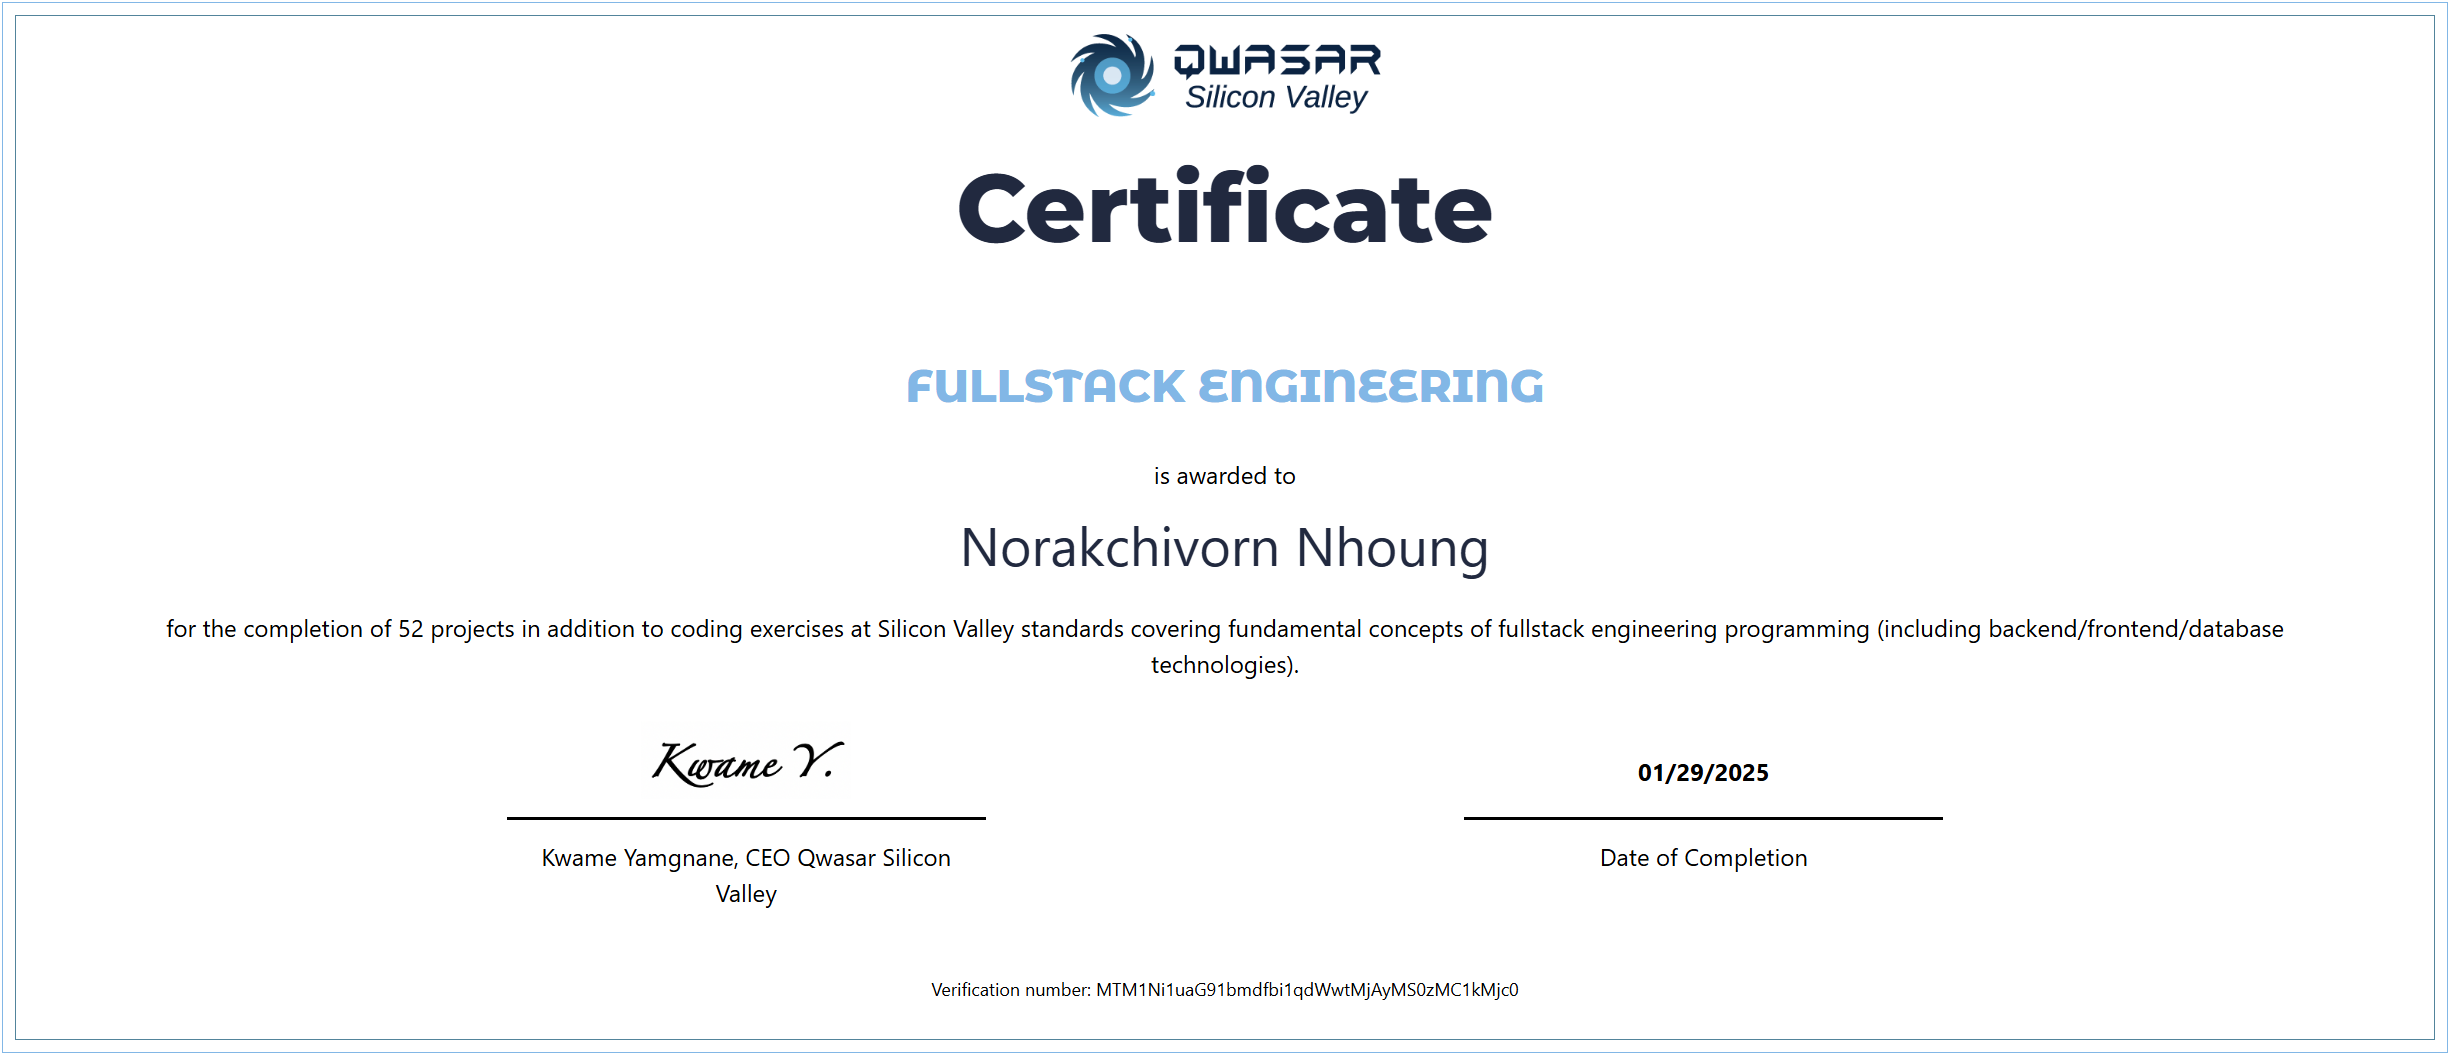 QWASAR
Silicon Valley
Certificate
FULLSTACK ENGINEERING
is awarded to
Norakchivorn Nhoung
for the completion of 52 projects in addition to coding exercises at Silicon Valley standards covering fundamental concepts of fullstack engineering programming (including backend/frontend/database
technologies).
Kwame Y.
01/29/2025
Kwame Yamgnane, CEO Qwasar Silicon
Valley
Date of Completion
Verification number: MTM1Ni1uaG91bmdfbi1qdWwtMjAyMS0zMC1kMjc0